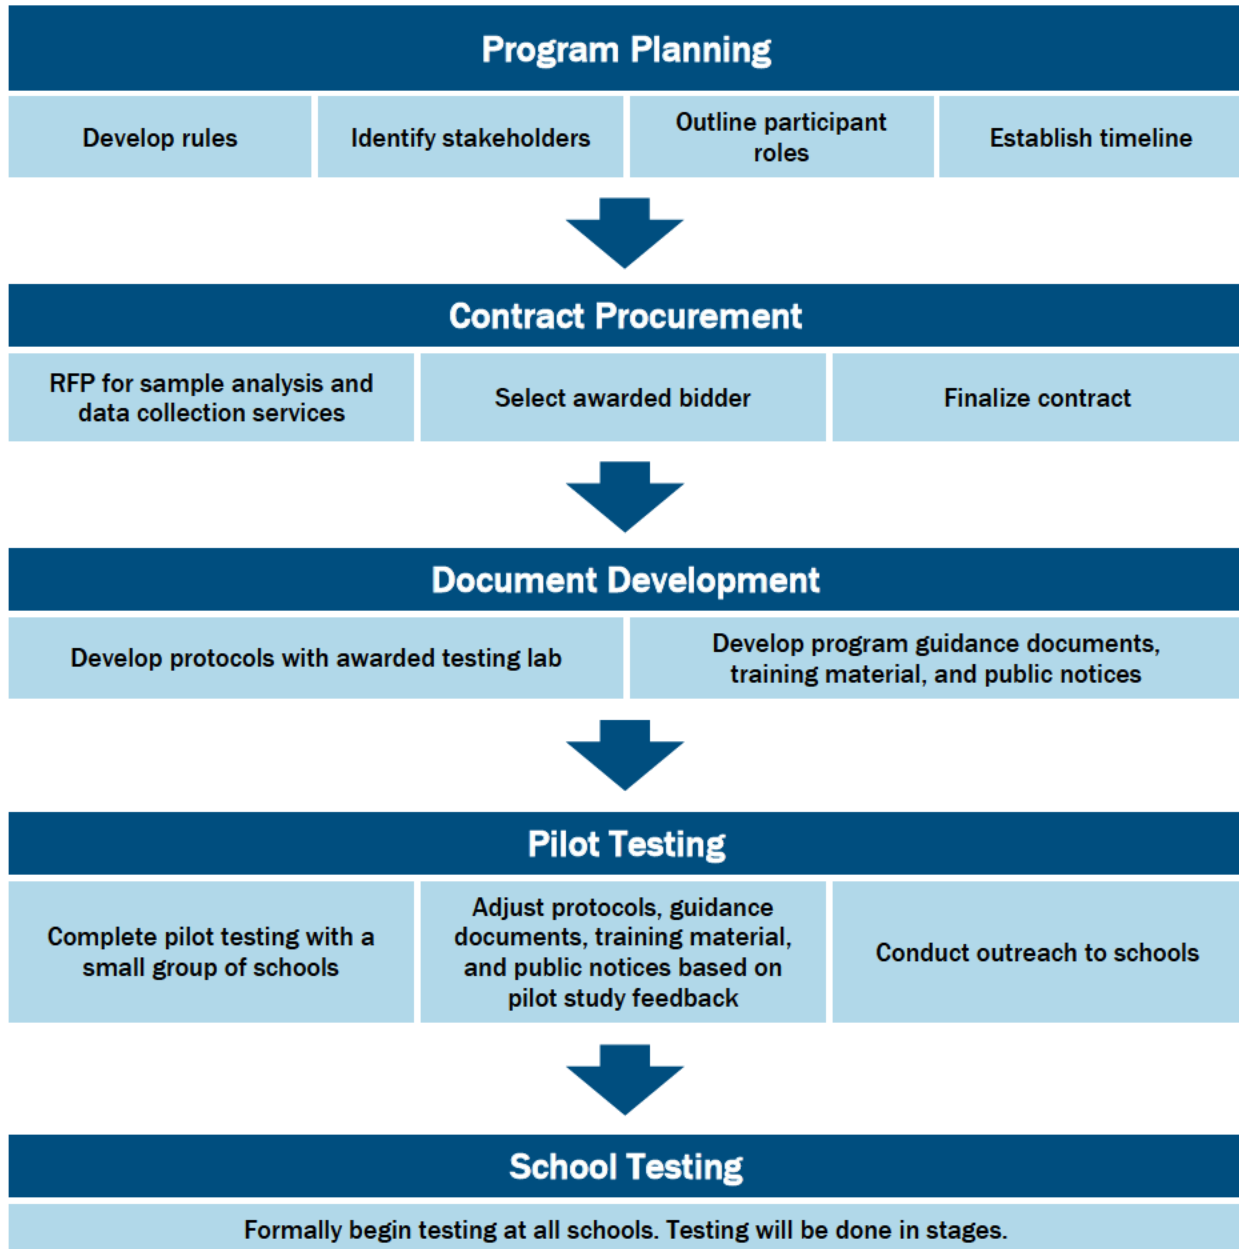 Program Planning
Develop rules
Identify stakeholders
Outline participant
roles
Establish timeline
Contract Procurement
RFP for sample analysis and
data collection services
Select awarded bidder
Finalize contract
Document Development
Develop protocols with awarded testing lab
Develop program guidance documents,
training material, and public notices
Pilot Testing
Complete pilot testing with a
small group of schools
Adjust protocols, guidance
documents, training material,
and public notices based on
pilot study feedback
Conduct outreach to schools
School Testing
Formally begin testing at all schools. Testing will be done in stages.